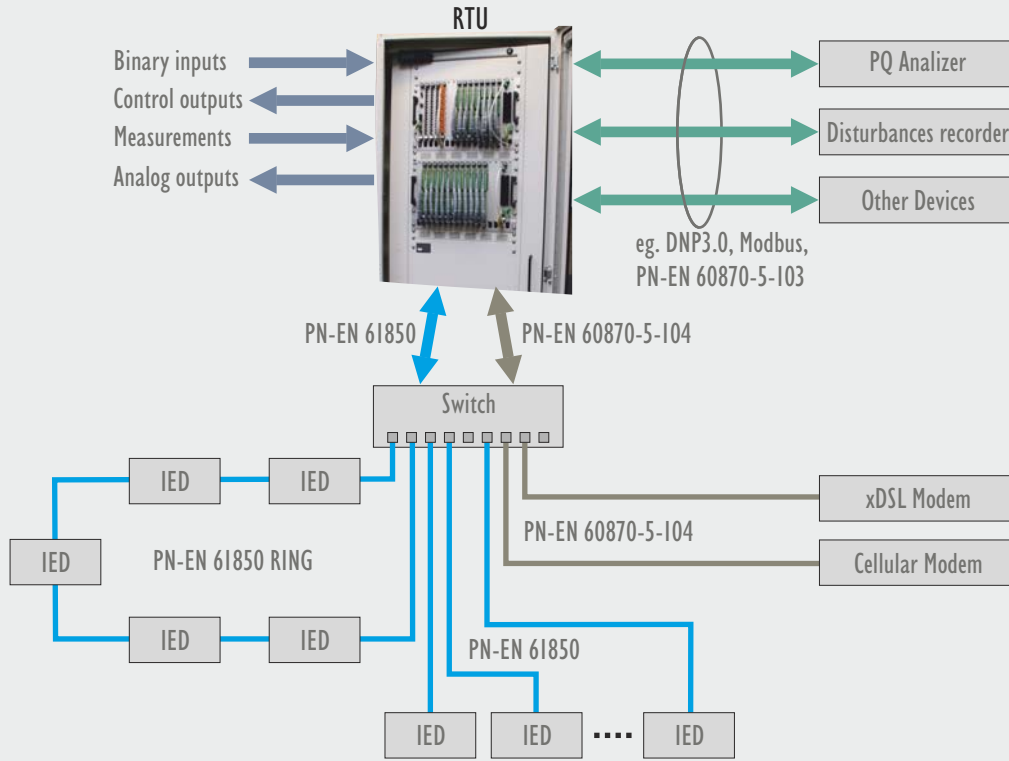 RTU
Binary inputs
Control outputs
Measurements
Analog outputs
PQ Analizer
Disturbances recorder
Other Devices
eg. DNP3.0, Modbus,
PN-EN 60870-5-103
PN-EN 61850
PN-EN 60870-5-104
Switch
IED
IED
IED
PN-EN 61850 RING
IED
IED
xDSL Modem
PN-EN 60870-5-104
Cellular Modem
PN-EN 61850
IED
IED
....
IED